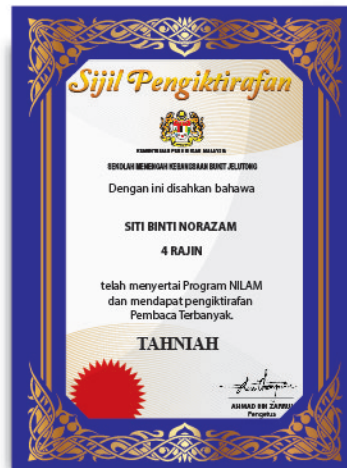 Sijil Pengiktirafan
KEMENTERIAN PENDIDIKAN MALAYSIA
SEKOLAH MENENGAH KEBANGSAAN BUKIT JELUTONG
Dengan ini disahkan bahawa
SITI BINTI NORAZAM
4 RAJIN
telah menyertai Program NILAM
dan mendapat pengiktirafan
Pembaca Terbanyak.
TAHNIAH
AHMAD BIN
Pengetua